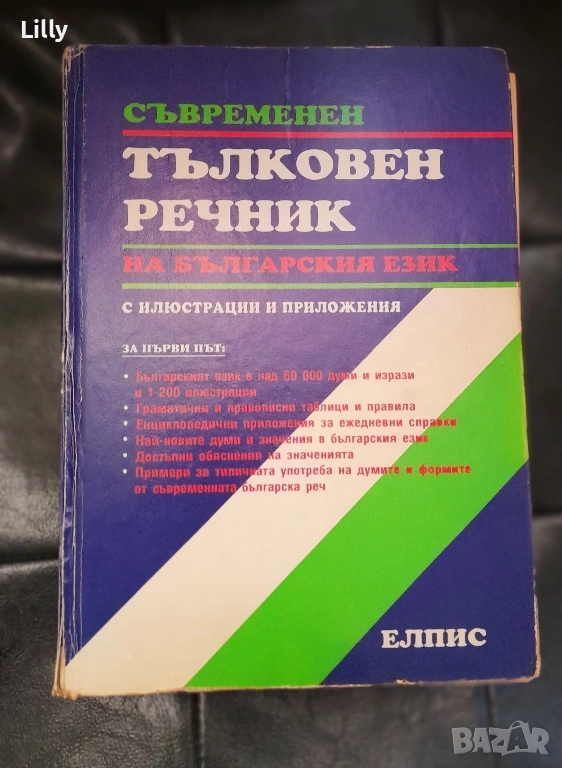 Lilly
СЪВРЕМЕНЕН
ТЪЛКОВЕН
РЕЧНИК
НА БЪЛГАРСКИЯ ЕЗИК
С ИЛЮСТРАЦИИ И ПРИЛОЖЕНИЯ
ЗА ПЪРВИ ПЪТ:
• Българският език в над 60 000 думи и изрази
и 1 200 илюстрации
• Граматични и правописни таблици и правила
• Енциклопедични приложения за ежедневни справки
• Най-новите думи и значения в българския език
• Достъпни обяснения на значенията
• Примери за типичната употреба на думите и формите
от съвременната българска реч
ЕЛПИС
BAZAR